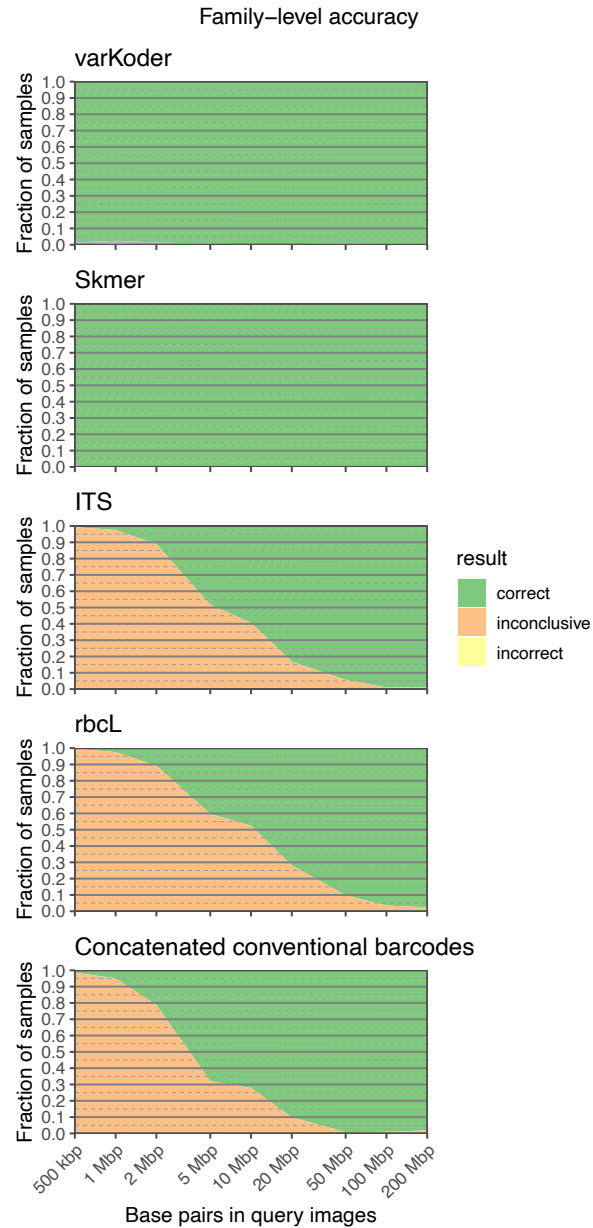 Family−level accuracy
varKoder
Fraction of samples
1.0
0.9
0.8
0.7
0.6
0.5
0.4
0.3
0.2
0.1
0.0
Skmer
Fraction of samples
1.0
0.9
0.8
0.7
0.6
0.5
0.4
0.3
0.2
0.1
0.0
ITS
Fraction of samples
1.0
0.9
0.8
0.7
0.6
0.5
0.4
0.3
0.2
0.1
0.0
result
correct
inconclusive
incorrect
rbcL
Fraction of samples
1.0
0.9
0.8
0.7
0.6
0.5
0.4
0.3
0.2
0.1
0.0
Concatenated conventional barcodes
Fraction of samples
1.0
0.9
0.8
0.7
0.6
0.5
0.4
0.3
0.2
0.1
0.0
500 kbp
1 Mbp
2 Mbp
5 Mbp
10 Mbp
20 Mbp
50 Mbp
100 Mbp
200 Mbp
Base pairs in query images